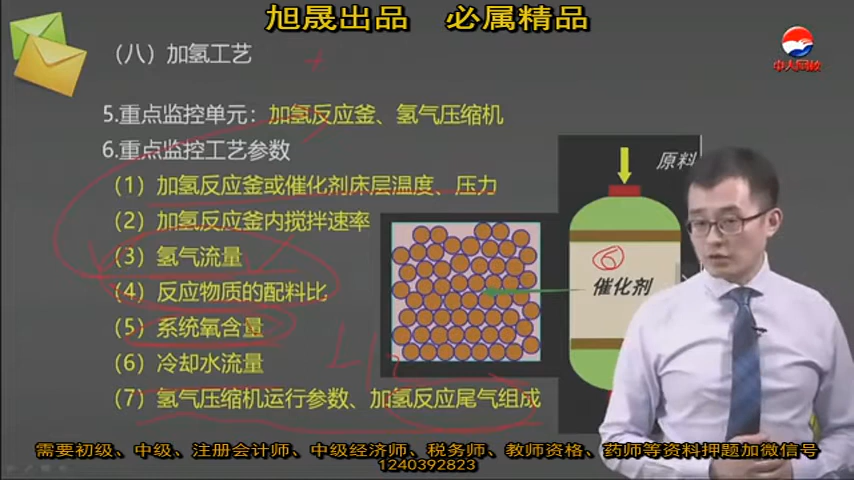 旭晟出品 必属精品
（八）加氢工艺
中大网校
5.重点监控单元：加氢反应釜、氢气压缩机
6.重点监控工艺参数
（1）加氢反应釜或催化剂床层温度、压力
（2）加氢反应釜内搅拌速率
（3）氢气流量
（4）反应物质的配料比
（5）系统氧含量
（6）冷却水流量
（7）氢气压缩机运行参数、加氢反应尾气组成
原料
6
催化剂
需要初级、中级、注册会计师、中级经济师、税务师、教师资格、药师等资料押题加微信号
1240392823